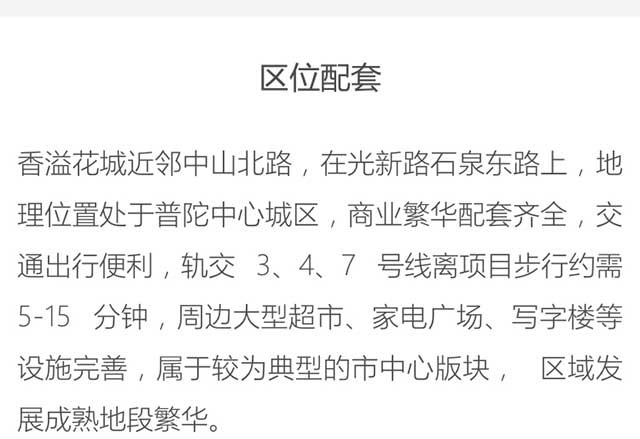 区位配套
香溢花城近邻中山北路，在光新路石泉东路上，地
理位置处于普陀中心城区，商业繁华配套齐全，交
通出行便利，轨交 3、4、7 号线离项目步行约需
5-15 分钟，周边大型超市、家电广场、写字楼等
设施完善，属于较为典型的市中心版块， 区域发
展成熟地段繁华。